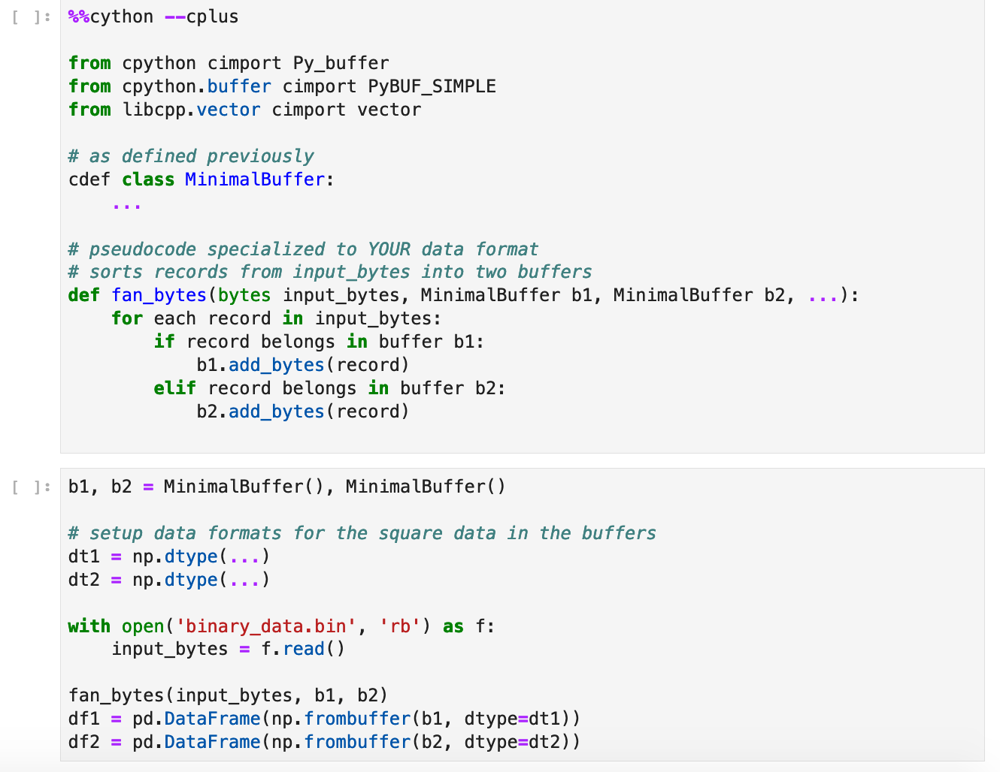 [ ]: %%cython --cplus
from cpython cimport Py_buffer
from cpython.buffer cimport PyBUF_SIMPLE
from libcpp.vector cimport vector
# as defined previously
cdef class MinimalBuffer:
    ...
# pseudocode specialized to YOUR data format
# sorts records from input_bytes into two buffers
def fan_bytes(bytes input_bytes, MinimalBuffer b1, MinimalBuffer b2, ...):
    for each record in input_bytes:
        if record belongs in buffer b1:
            b1.add_bytes(record)
        elif record belongs in buffer b2:
            b2.add_bytes(record)
[ ]: b1, b2 = MinimalBuffer(), MinimalBuffer()
# setup data formats for the square data in the buffers
dt1 = np.dtype(...)
dt2 = np.dtype(...)
with open('binary_data.bin', 'rb') as f:
    input_bytes = f.read()
fan_bytes(input_bytes, b1, b2)
df1 = pd.DataFrame(np.frombuffer(b1, dtype=dt1))
df2 = pd.DataFrame(np.frombuffer(b2, dtype=dt2))